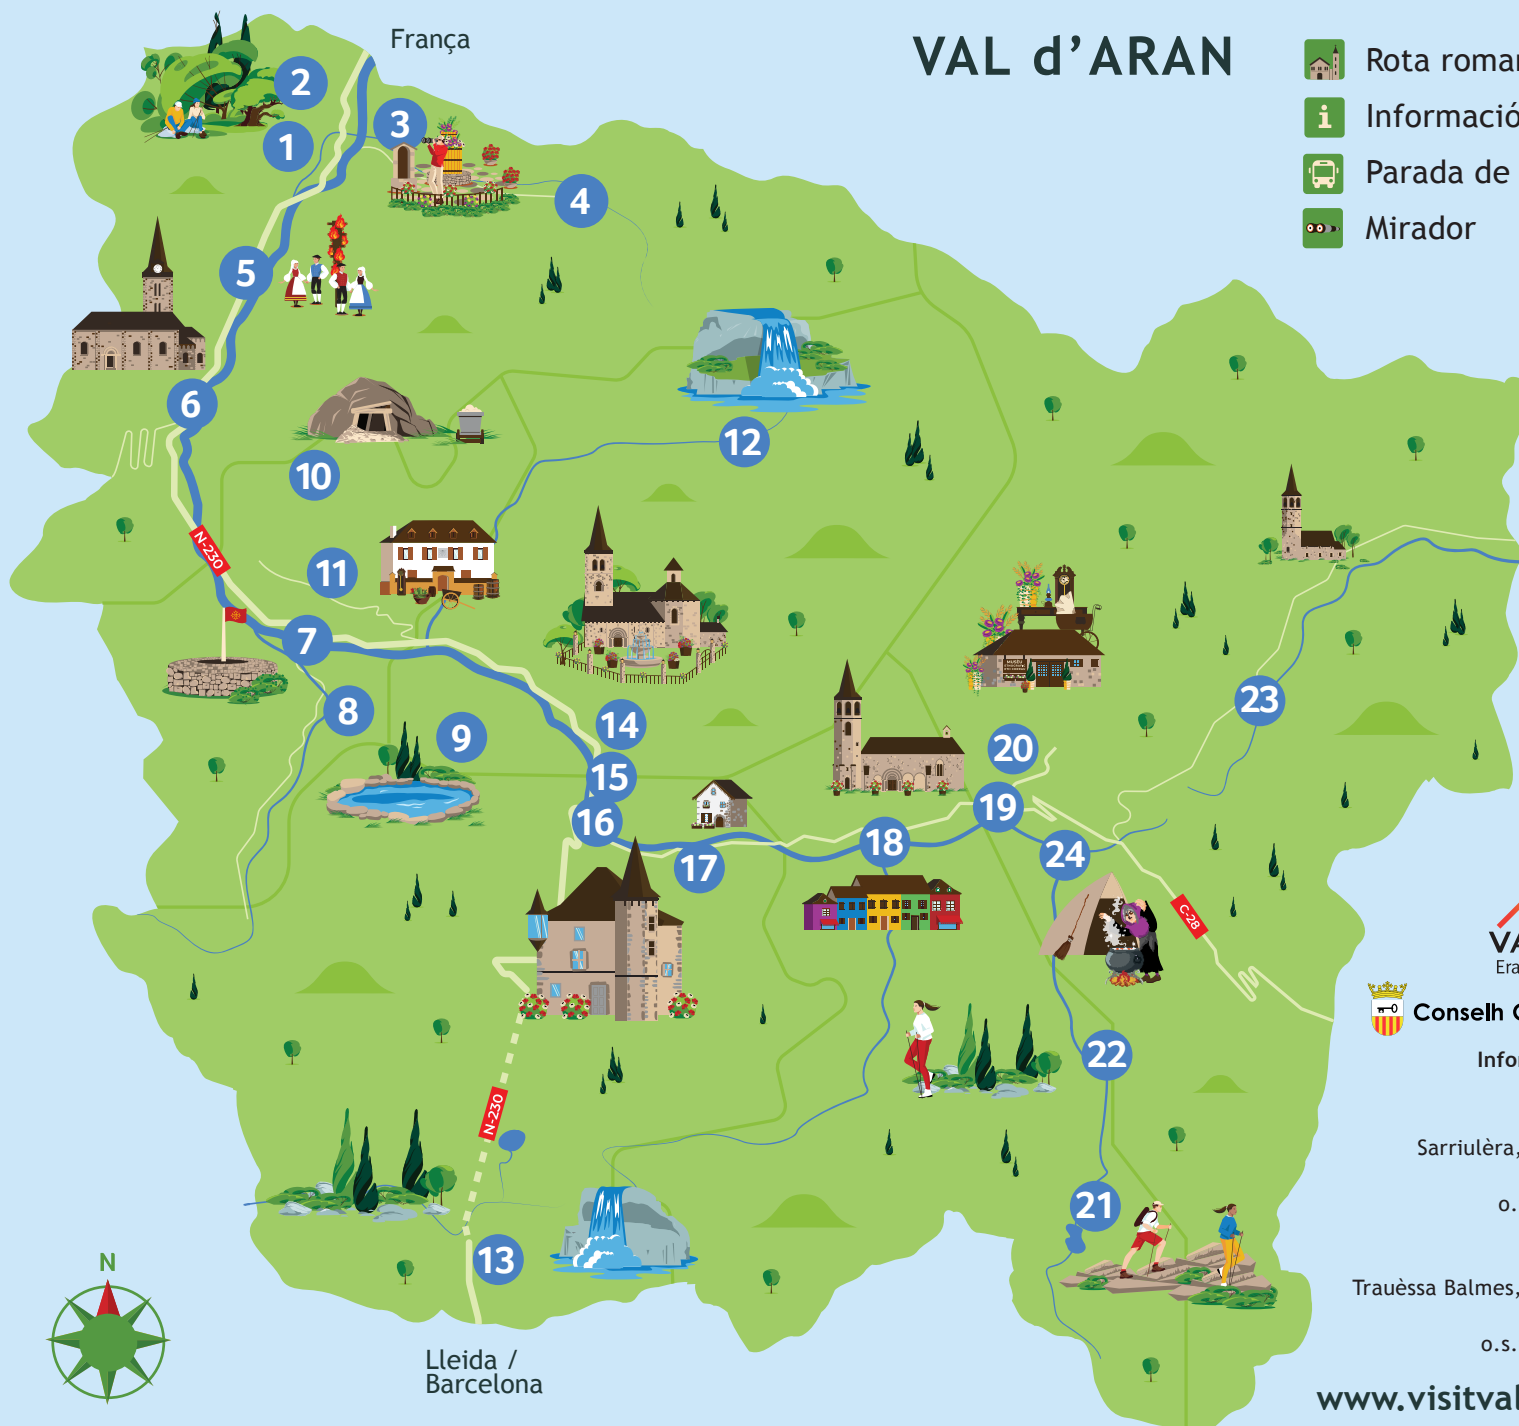 França
VAL d'ARAN
Rota roman
Informació
Parada de
Mirador
2
1
3
4
5
6
10
11
12
N-230
7
8
9
14
15
16
17
18
19
20
23
24
MUSEU
C-28
VA
Era
Conselh G
Infor
22
N-230
Sarriulèra,
21
o.
13
N
Trauèssa Balmes,
o.s.
Lleida /
Barcelona
www.visitval